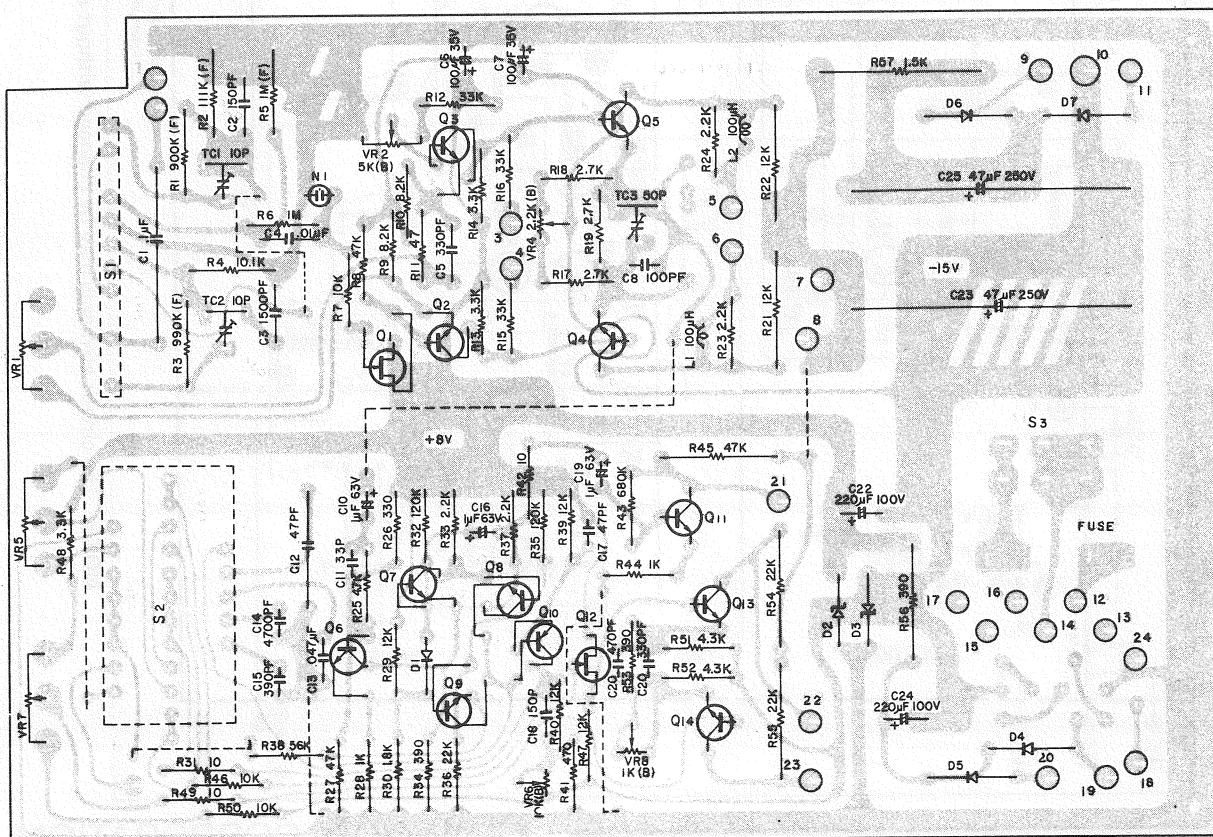 1
R2 111K (F)
C2 150PF
R5 1M (F)
R1 900K (F)
TC1 10P
C6 100µF 35V
C7 100µF 35V
R12 33K
Q3
Q5
R57 1.5K
9
10
11
D6
D7
VR2
5K(B)
N1
R6 1M
C4 .01µF
C1 .1µF
S1
R4 10.1K
TC2 10P
R3 990K (F)
C3 1500PF
R7 10K
R8 47K
R9 8.2K
R10 8.2K
R11 47
C5 330PF
R14 3.3K
R16 33K
3
4
VR4 2.2K(B)
R18 2.7K
R19 2.7K
R17 2.7K
TC3 50P
C8 100PF
R24 2.2K
L2 100µH
R22 12K
5
6
7
8
C25 47µF 250V
+
-15V
C23 47µF 250V
+
VR1
Q1
Q2
R13 3.3K
R15 33K
Q4
L1 100µH
R23 2.2K
R21 12K
+8V
S3
R45 47K
VR5
R48 3.3K
S2
C12 47PF
C10 1µF 63V
C11 33P
R25 47K
R26 330
R32 120K
R33 2.2K
C16
1µF63V
R37 2.2K
R42 10
R35 120K
R39 12K
C19 1µF 63V
C17 47PF
R43 680K
Q11
21
C22
220µF 100V
FUSE
Q7
Q8
R44 1K
Q13
R54 22K
D2
D3
R56 390
17
16
12
13
15
14
24
C14 4700PF
C15 390PF
C13 .047µF
Q6
R29 12K
D1
Q9
Q10
Q12
C20 470PF
R53 390
C20 330PF
R51 4.3K
R52 4.3K
VR7
C18 150P
R40 12K
Q14
R55 22K
22
C24
220µF 100V
R38 56K
R31 10
R46 10K
R49 10
R50 10K
R27 47K
R28 1K
R30 1.8K
R34 390
R36 22K
VR6
10K(B)
R41 470
R47 12K
VR8
1K(B)
23
D4
D5
20
19
18